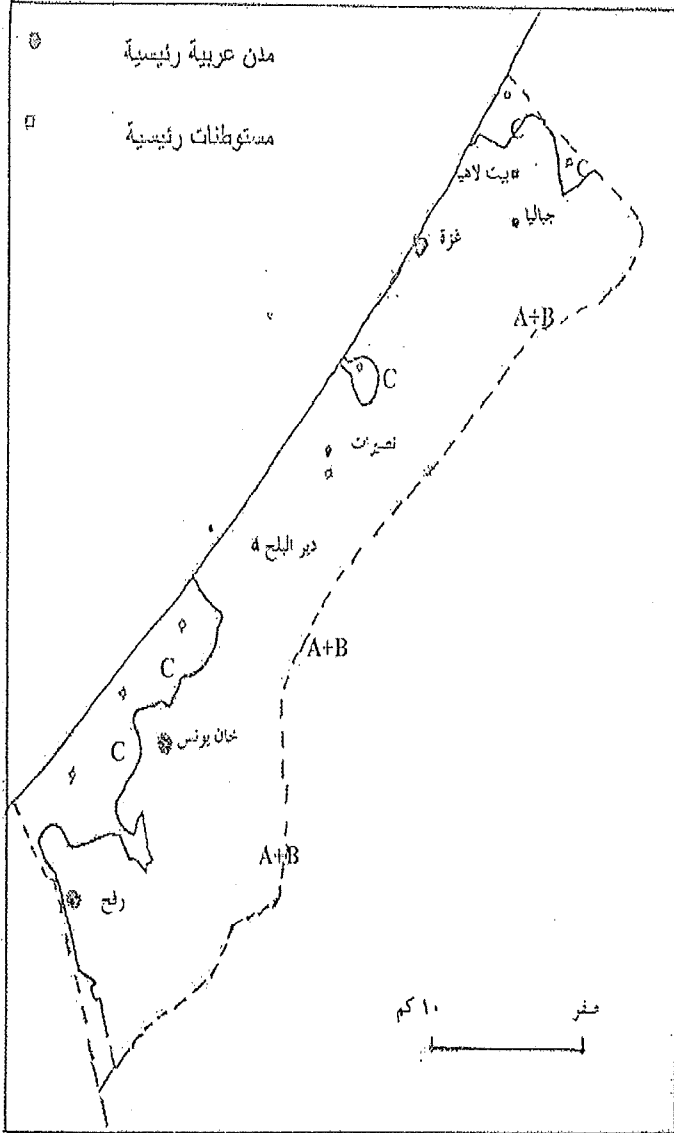 مدن عربية رئيسية
مستوطنات رئيسية
C
بيت لاهيا
C
جباليا
غزة
A+B
C
نصيرات
دير البلح
A+B
C
خان يونس
C
A+B
رفح
صفر
١٠ كم